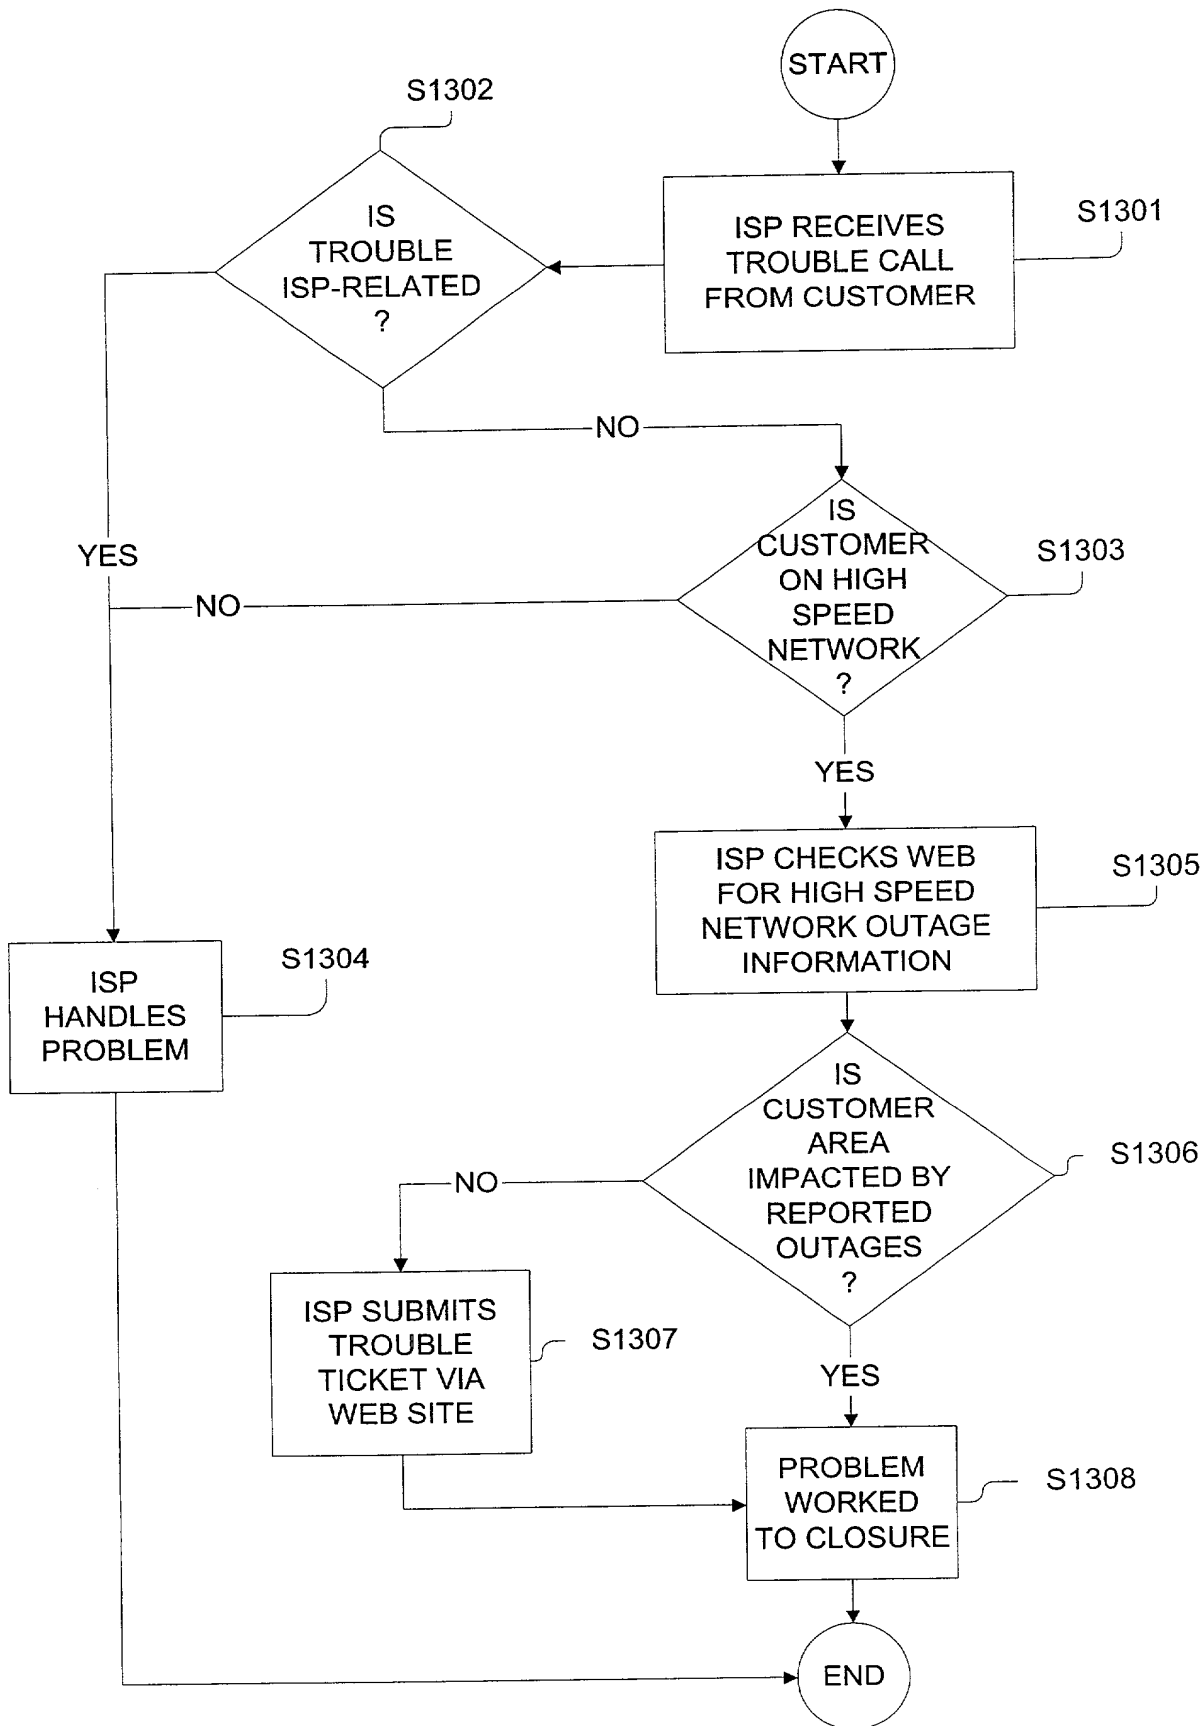 START
S1302
IS
TROUBLE
ISP-RELATED
?
ISP RECEIVES
TROUBLE CALL
FROM CUSTOMER
S1301
NO
YES
IS
CUSTOMER
ON HIGH
SPEED
NETWORK
?
S1303
NO
YES
ISP CHECKS WEB
FOR HIGH SPEED
NETWORK OUTAGE
INFORMATION
S1305
ISP
HANDLES
PROBLEM
S1304
IS
CUSTOMER
AREA
IMPACTED BY
REPORTED
OUTAGES
?
S1306
NO
ISP SUBMITS
TROUBLE
TICKET VIA
WEB SITE
S1307
YES
PROBLEM
WORKED
TO CLOSURE
S1308
END